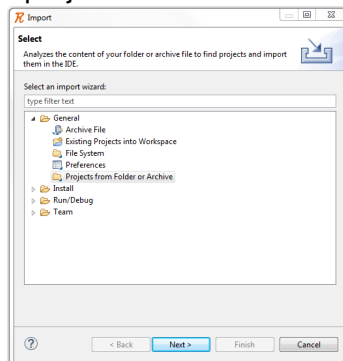 Import
Select
Analyzes the content of your folder or archive file to find projects and import
them in the IDE.
Select an import wizard:
type filter text
General
Archive File
Existing Projects into Workspace
File System
Preferences
Projects from Folder or Archive
Install
Run/Debug
Team
?
< Back
Next >
Finish
Cancel